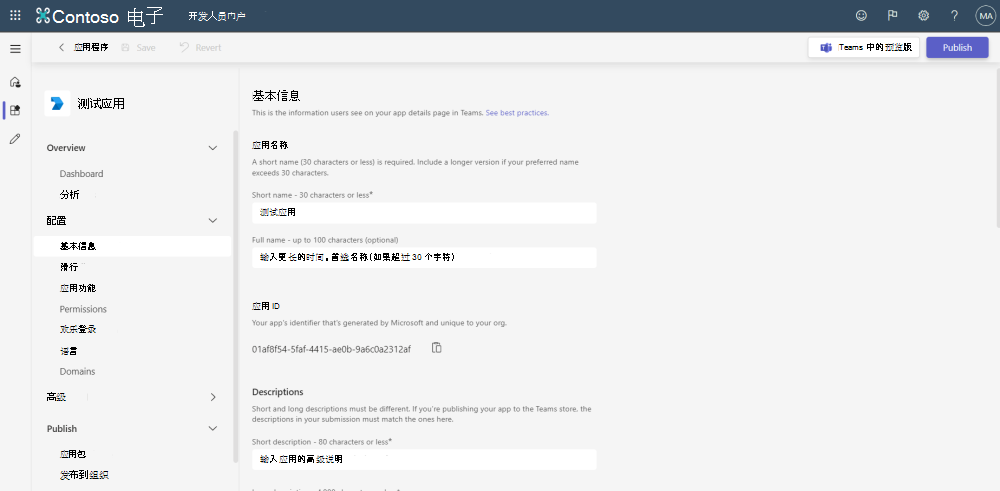 Contoso 电子 开发人员门户 MA
应用程序 Save Revert Teams 中的预览版 Publish
测试应用
Overview
Dashboard
分析
配置
基本信息
滑行
应用功能
Permissions
欢乐登录
语言
Domains
高级
Publish
应用包
发布到组织
基本信息
This is the information users see on your app details page in Teams. See best practices.
应用名称
A short name (30 characters or less) is required. Include a longer version if your preferred name
exceeds 30 characters.
Short name - 30 characters or less*
测试应用
Full name - up to 100 characters (optional)
输入更长的时间,首选名称(如果超过 30 个字符)
应用 ID
Your app's identifier that's generated by Microsoft and unique to your org.
01af8f54-5faf-4415-ae0b-9a6c0a2312af
Descriptions
Short and long descriptions must be different. If you're publishing your app to the Teams store, the
descriptions in your submission must match the ones here.
Short description - 80 characters or less*
输入应用的高级说明